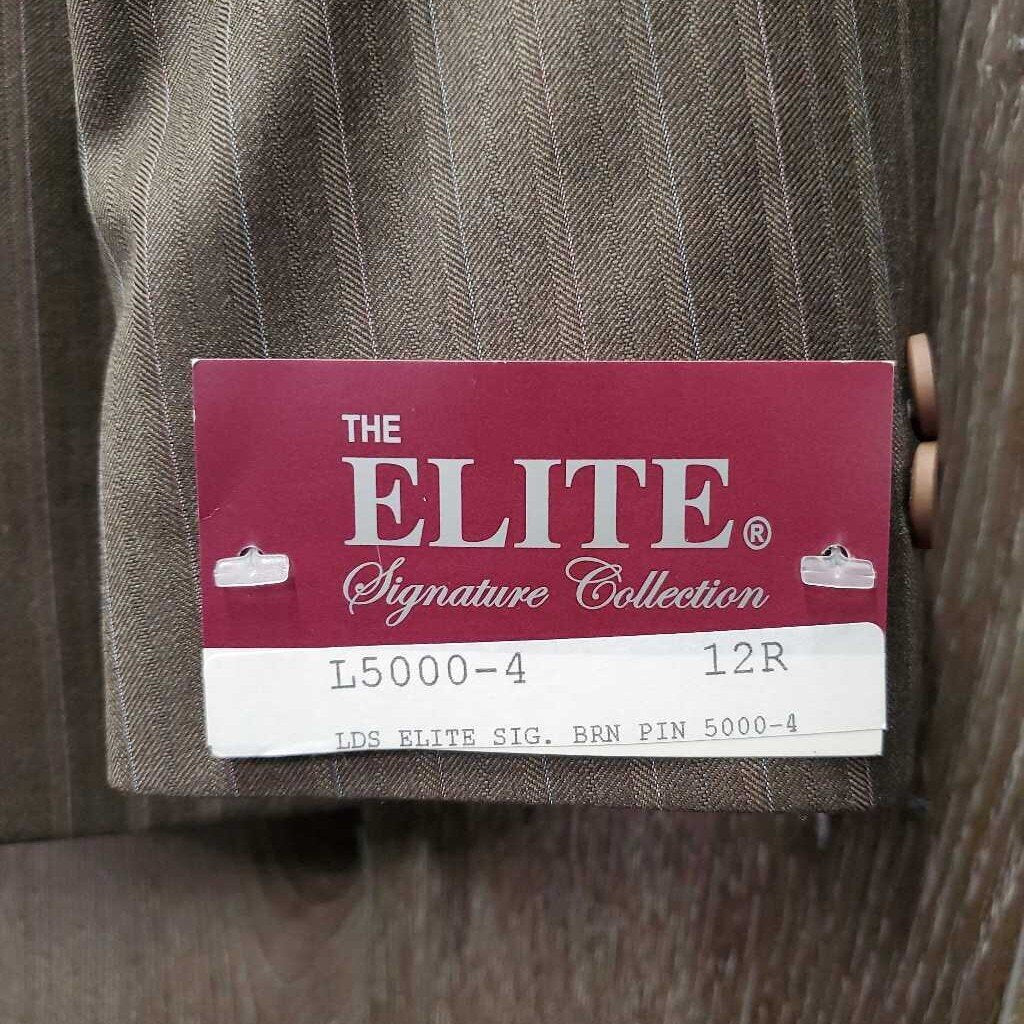 THE
ELITE®
Signature Collection
L5000-4 12R
LDS ELITE SIG. BRN PIN 5000-4